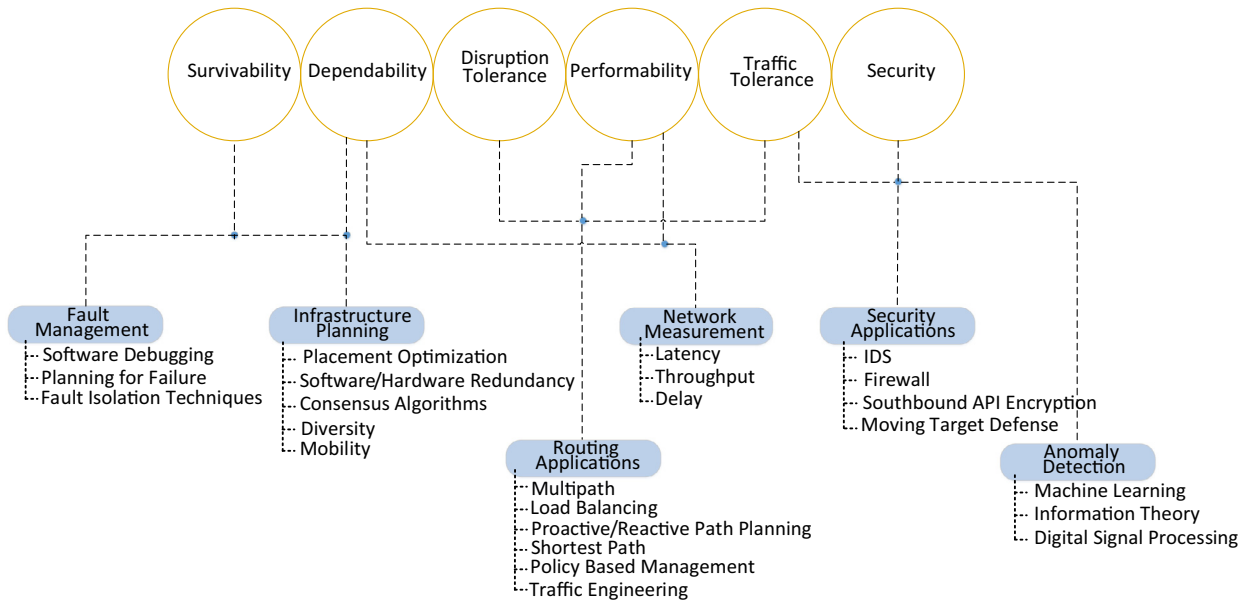 Survivability
Dependability
Disruption
Tolerance
Performability
Traffic
Tolerance
Security
Fault
Management
Software Debugging
Planning for Failure
Fault Isolation Techniques
Infrastructure
Planning
Placement Optimization
Software/Hardware Redundancy
Consensus Algorithms
Diversity
Mobility
Routing
Applications
Multipath
Load Balancing
Proactive/Reactive Path Planning
Shortest Path
Policy Based Management
Traffic Engineering
Network
Measurement
Latency
Throughput
Delay
Security
Applications
IDS
Firewall
Southbound API Encryption
Moving Target Defense
Anomaly
Detection
Machine Learning
Information Theory
Digital Signal Processing